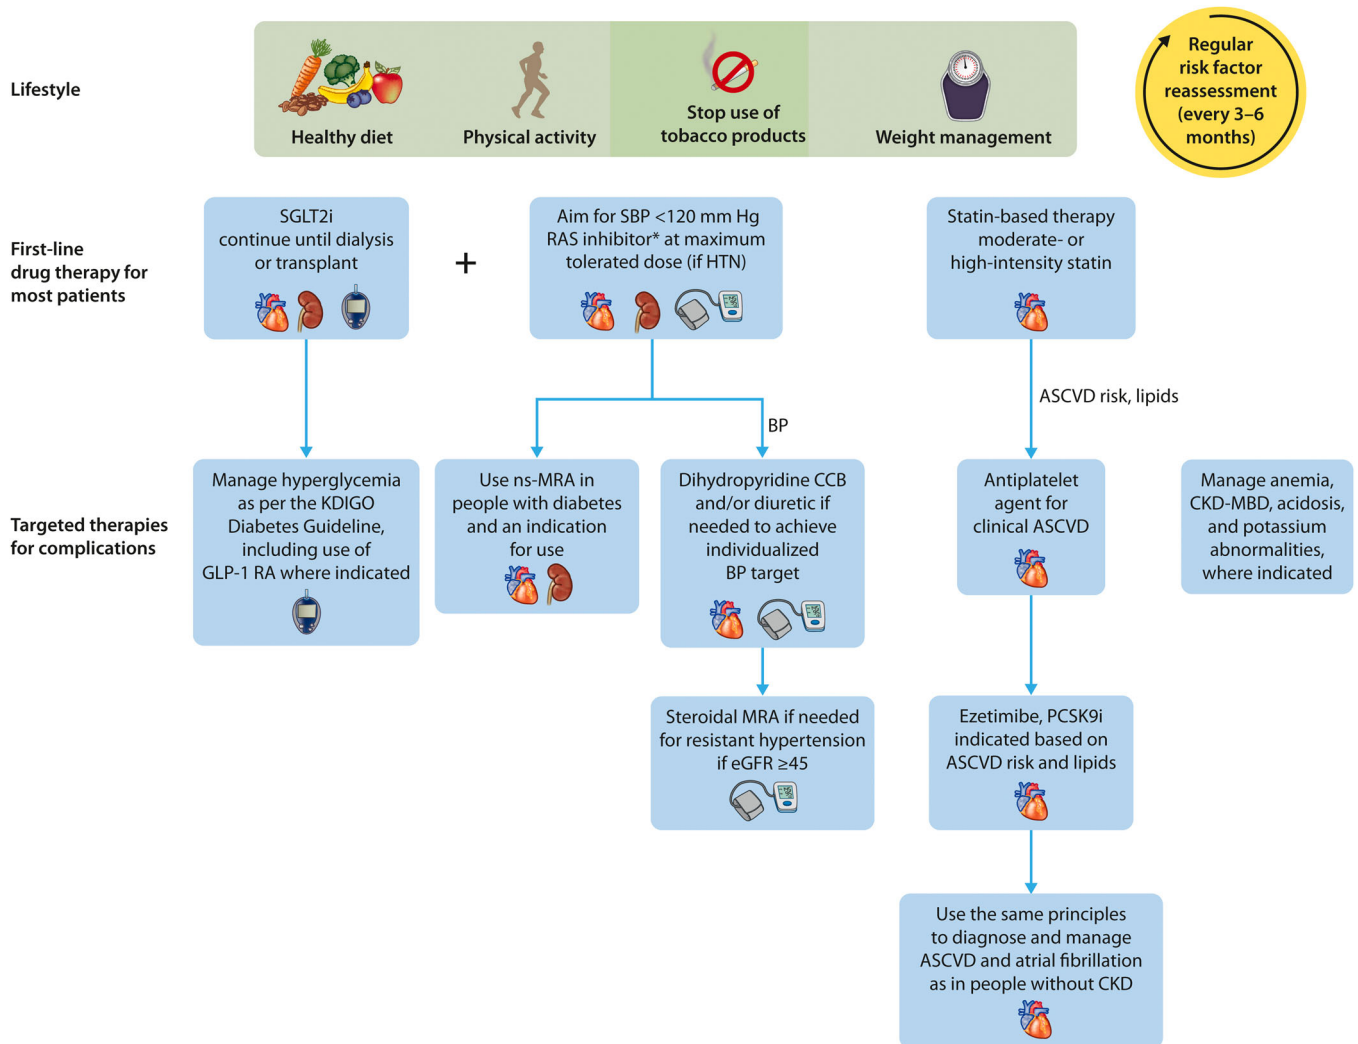 Lifestyle
Healthy diet
Physical activity
Stop use of
tobacco products
Weight management
Regular
risk factor
reassessment
(every 3–6
months)
First-line
drug therapy for
most patients
SGLT2i
continue until dialysis
or transplant
+
Aim for SBP <120 mm Hg
RAS inhibitor* at maximum
tolerated dose (if HTN)
Statin-based therapy
moderate- or
high-intensity statin
BP
ASCVD risk, lipids
Targeted therapies
for complications
Manage hyperglycemia
as per the KDIGO
Diabetes Guideline,
including use of
GLP-1 RA where indicated
Use ns-MRA in
people with diabetes
and an indication
for use
Dihydropyridine CCB
and/or diuretic if
needed to achieve
individualized
BP target
Antiplatelet
agent for
clinical ASCVD
Manage anemia,
CKD-MBD, acidosis,
and potassium
abnormalities,
where indicated
Steroidal MRA if needed
for resistant hypertension
if eGFR ≥45
Ezetimibe, PCSK9i
indicated based on
ASCVD risk and lipids
Use the same principles
to diagnose and manage
ASCVD and atrial fibrillation
as in people without CKD